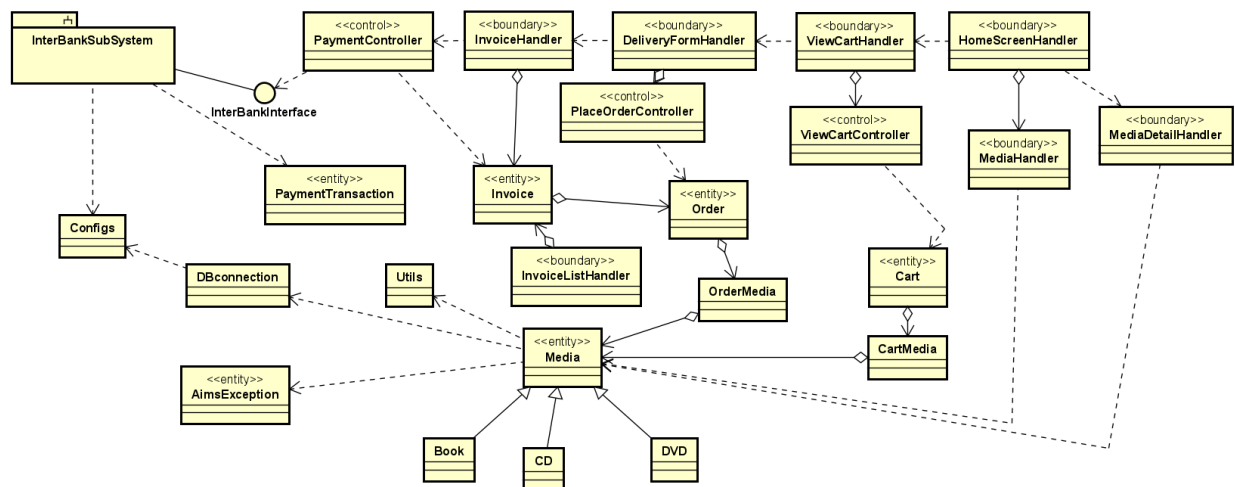 InterBankSubSystem
<<control>>
PaymentController
<<boundary>>
InvoiceHandler
<<boundary>>
DeliveryFormHandler
<<boundary>>
ViewCartHandler
<<boundary>>
HomeScreenHandler
InterBankInterface
<<control>>
PlaceOrderController
<<control>>
ViewCartController
<<boundary>>
MediaDetailHandler
<<boundary>>
MediaHandler
<<entity>>
PaymentTransaction
<<entity>>
Invoice
<<entity>>
Order
Configs
<<boundary>>
InvoiceListHandler
<<entity>>
Cart
DBconnection
Utils
OrderMedia
<<entity>>
Media
CartMedia
<<entity>>
AimsException
Book
CD
DVD